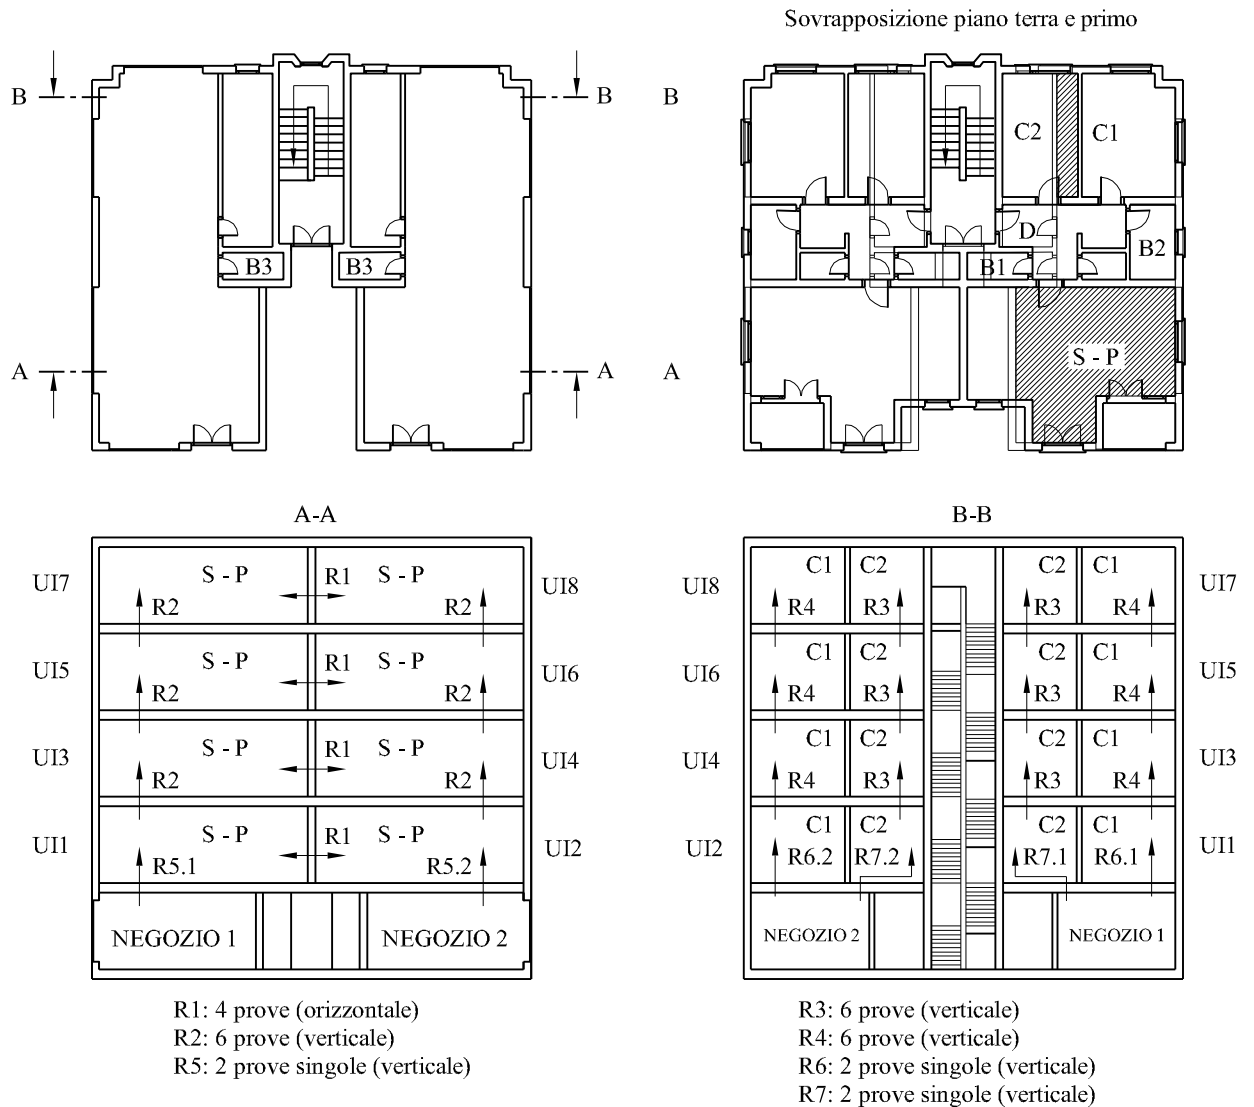 Sovrapposizione piano terra e primo
B
B
B
C2
C1
B3
B3
D
B1
B2
A
A
A
S - P
A-A
B-B
UI7
S - P
R1
S - P
UI8
R2
R2
UI5
S - P
R1
S - P
UI6
R2
R2
UI3
S - P
R1
S - P
UI4
R2
R2
UI1
S - P
R1
S - P
UI2
R5.1
R5.2
NEGOZIO 1
NEGOZIO 2
UI8
C1
C2
C2
C1
UI7
R4
R3
R3
R4
UI6
C1
C2
C2
C1
UI5
R4
R3
R3
R4
UI4
C1
C2
C2
C1
UI3
R4
R3
R3
R4
UI2
C1
C2
C2
C1
UI1
R6.2
R7.2
R7.1
R6.1
NEGOZIO 2
NEGOZIO 1
R1: 4 prove (orizzontale)
R2: 6 prove (verticale)
R5: 2 prove singole (verticale)
R3: 6 prove (verticale)
R4: 6 prove (verticale)
R6: 2 prove singole (verticale)
R7: 2 prove singole (verticale)